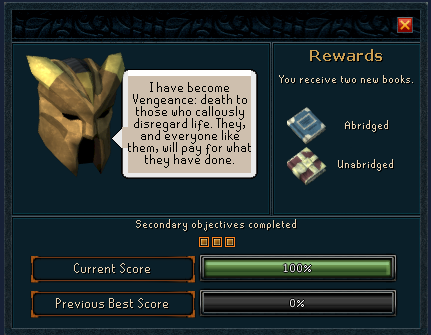 I have become
Vengeance: death to
those who callously
disregard life. They,
and everyone like
them, will pay for what
they have done.
Rewards
You receive two new books.
Abridged
Unabridged
Secondary objectives completed
Current Score
100%
Previous Best Score
0%